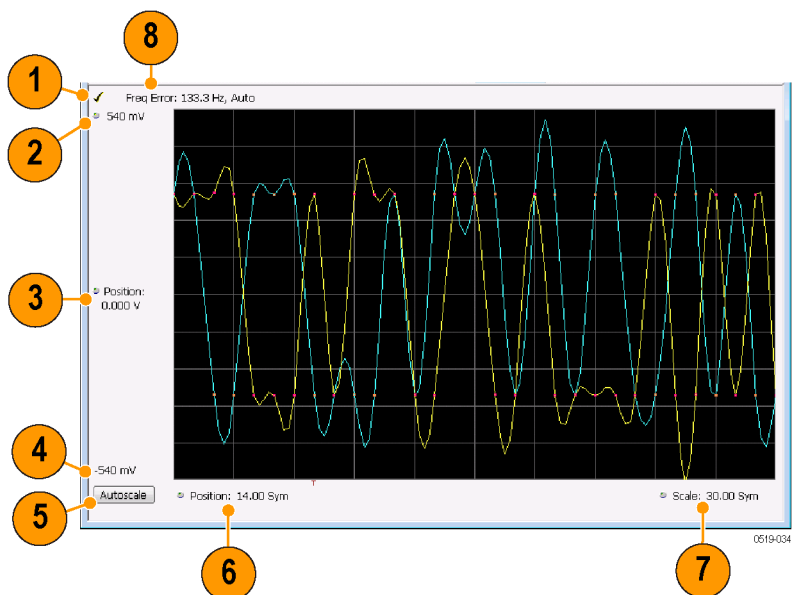 8
1
Freq Error: 133.3 Hz, Auto
540 mV
2
3
Position:
0.000 V
4
-540 mV
Autoscale
Position: 14.00 Sym
Scale: 30.00 Sym
T
5
6
7
0519-034